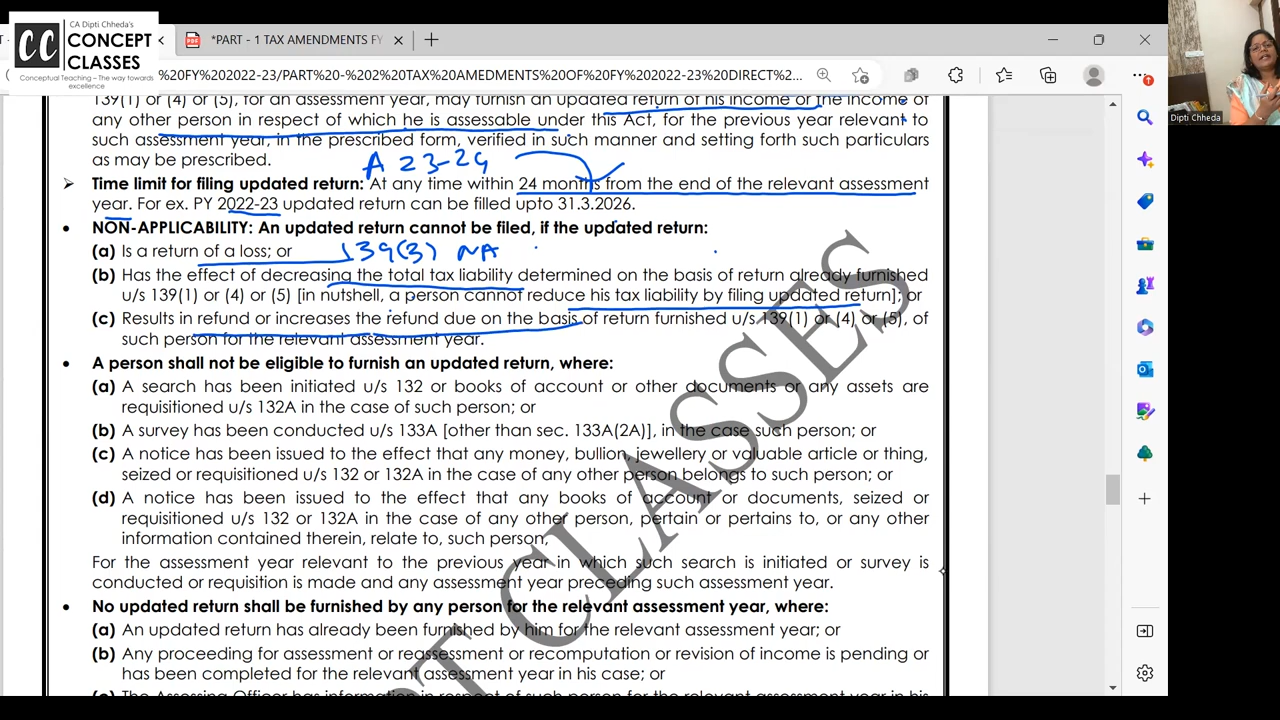 CA Dipti Chheda's
CC CONCEPT CLASSES
Conceptual Teaching – The way towards excellence
*PART - 1 TAX AMENDMENTS FY
%20FY%202022-23/PART%20-%202%20TAX%20AMEDMENTS%20OF%20FY%202022-23%20DIRECT%2...
139(1) or (4) or (5), for an assessment year, may furnish an updated return of his income or the income of
any other person in respect of which he is assessable under this Act, for the previous year relevant to
such assessment year, in the prescribed form, verified in such manner and setting forth such particulars
as may be prescribed.
A 23-24
➢ Time limit for filing updated return: At any time within 24 months from the end of the relevant assessment
year. For ex. PY 2022-23 updated return can be filled upto 31.3.2026.
• NON-APPLICABILITY: An updated return cannot be filed, if the updated return:
(a) Is a return of a loss; or 139(3) NA
(b) Has the effect of decreasing the total tax liability determined on the basis of return already furnished
u/s 139(1) or (4) or (5) [in nutshell, a person cannot reduce his tax liability by filing updated return]; or
(c) Results in refund or increases the refund due on the basis of return furnished u/s 139(1) or (4) or (5), of
such person for the relevant assessment year.
• A person shall not be eligible to furnish an updated return, where:
(a) A search has been initiated u/s 132 or books of account or other documents or any assets are
requisitioned u/s 132A in the case of such person; or
(b) A survey has been conducted u/s 133A [other than sec. 133A(2A)], in the case such person; or
(c) A notice has been issued to the effect that any money, bullion, jewellery or valuable article or thing,
seized or requisitioned u/s 132 or 132A in the case of any other person belongs to such person; or
(d) A notice has been issued to the effect that any books of account or documents, seized or
requisitioned u/s 132 or 132A in the case of any other person, pertain or pertains to, or any other
information contained therein, relate to, such person,
For the assessment year relevant to the previous year in which such search is initiated or survey is
conducted or requisition is made and any assessment year preceding such assessment year.
• No updated return shall be furnished by any person for the relevant assessment year, where:
(a) An updated return has already been furnished by him for the relevant assessment year; or
(b) Any proceeding for assessment or reassessment or recomputation or revision of income is pending or
has been completed for the relevant assessment year in his case; or
(c) The Assessing Officer has information in respect of such person for the relevant assessment year in his
PT CLASSES
Dipti Chheda